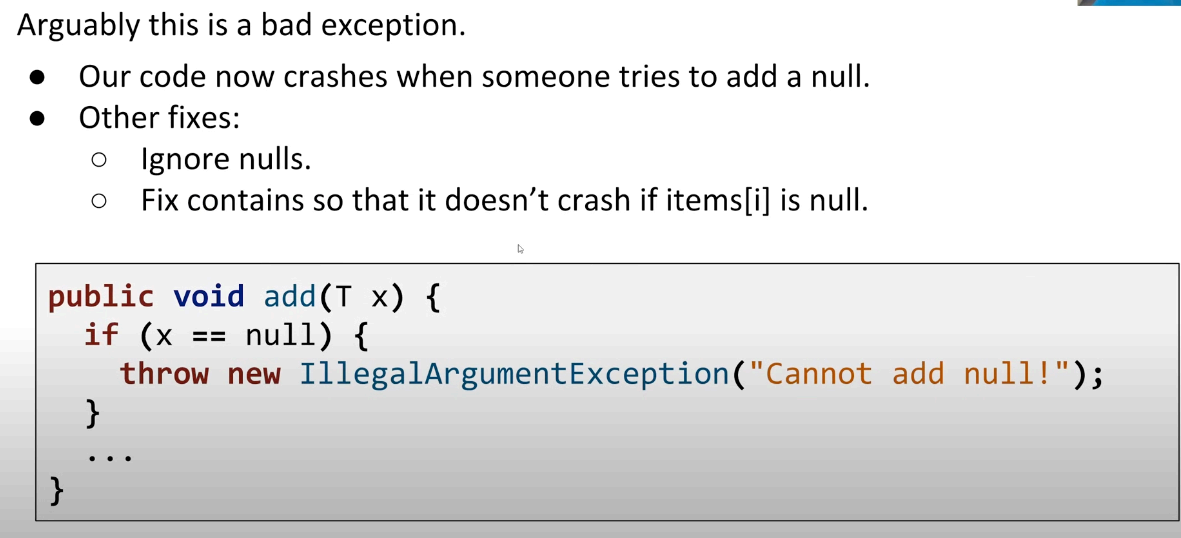 Arguably this is a bad exception.
● Our code now crashes when someone tries to add a null.
● Other fixes:
○ Ignore nulls.
○ Fix contains so that it doesn’t crash if items[i] is null.
public void add(T x) {
  if (x == null) {
    throw new IllegalArgumentException("Cannot add null!");
  }
  ...
}